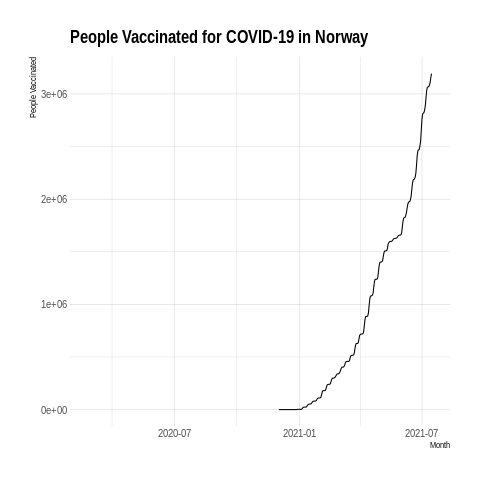 People Vaccinated for COVID-19 in Norway
People Vaccinated
3e+06
2e+06
1e+06
0e+00
2020-07
2021-01
2021-07
Month